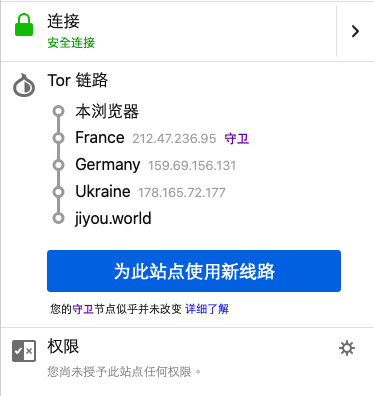 连接
安全连接
Tor 链路
本浏览器
France 212.47.236.95 守卫
Germany 159.69.156.131
Ukraine 178.165.72.177
jiyou.world
为此站点使用新线路
您的守卫节点似乎并未改变 详细了解
权限
您尚未授予此站点任何权限。